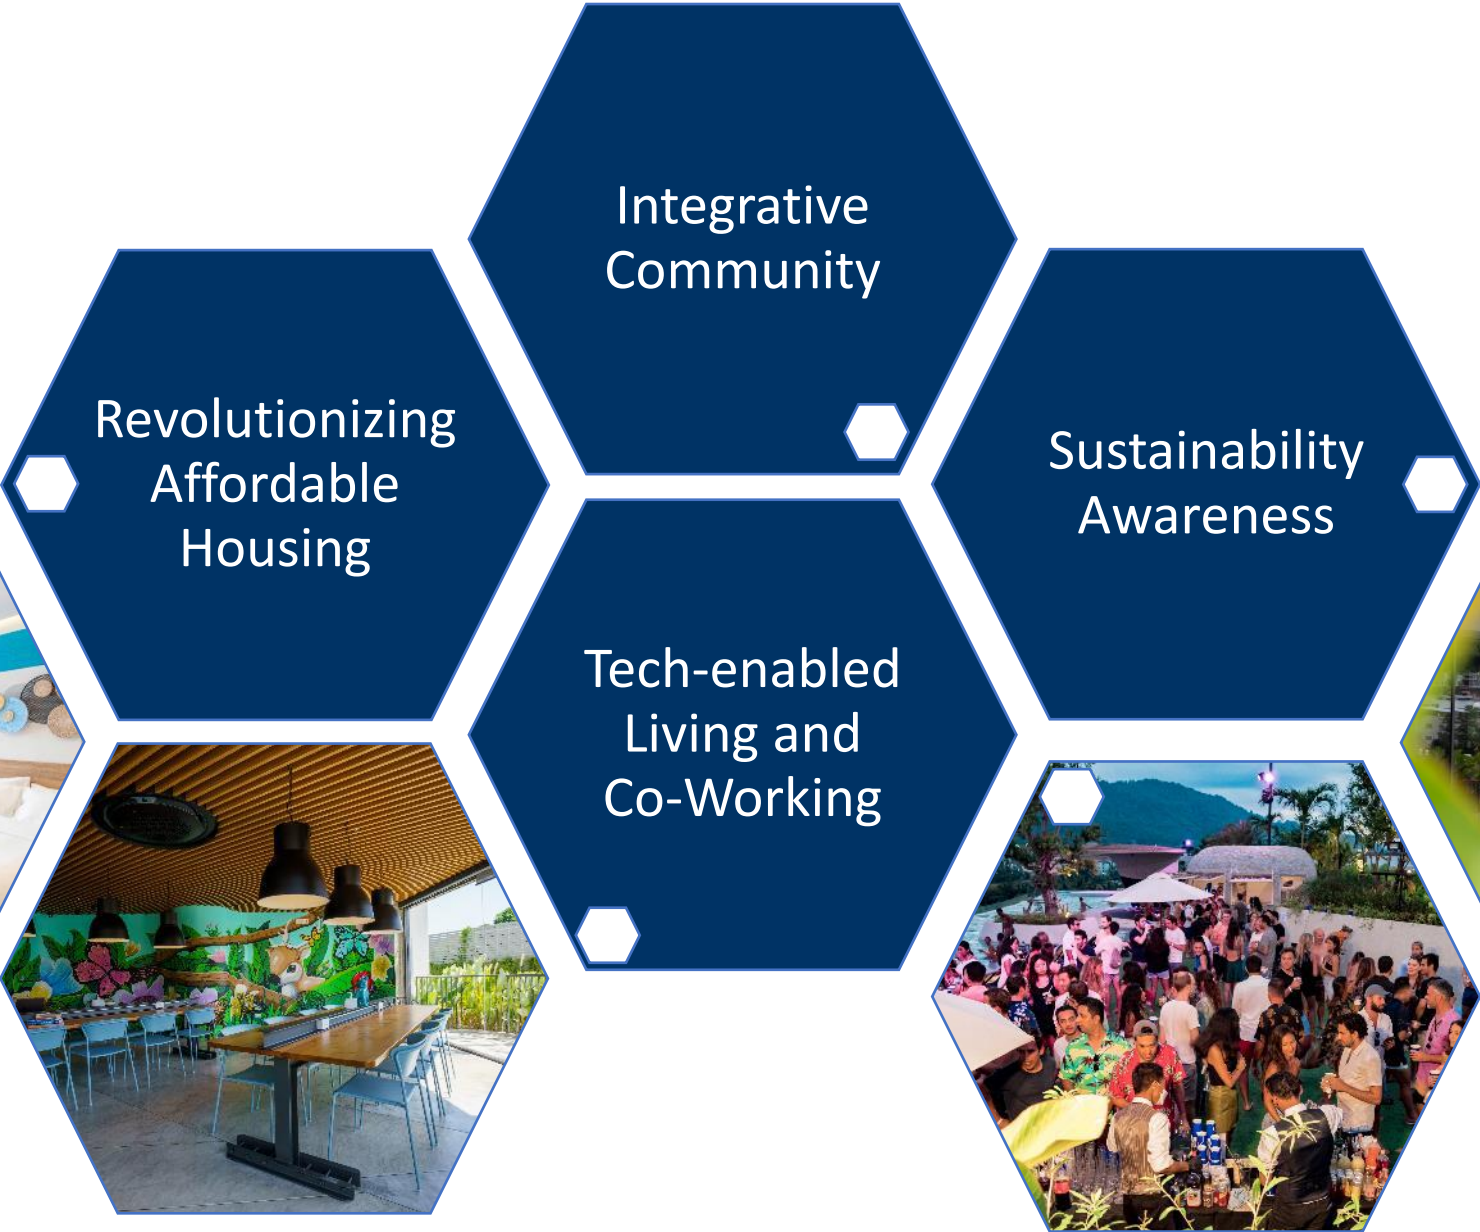 Integrative
Community
Revolutionizing
Affordable
Housing
Sustainability
Awareness
Tech-enabled
Living and
Co-Working